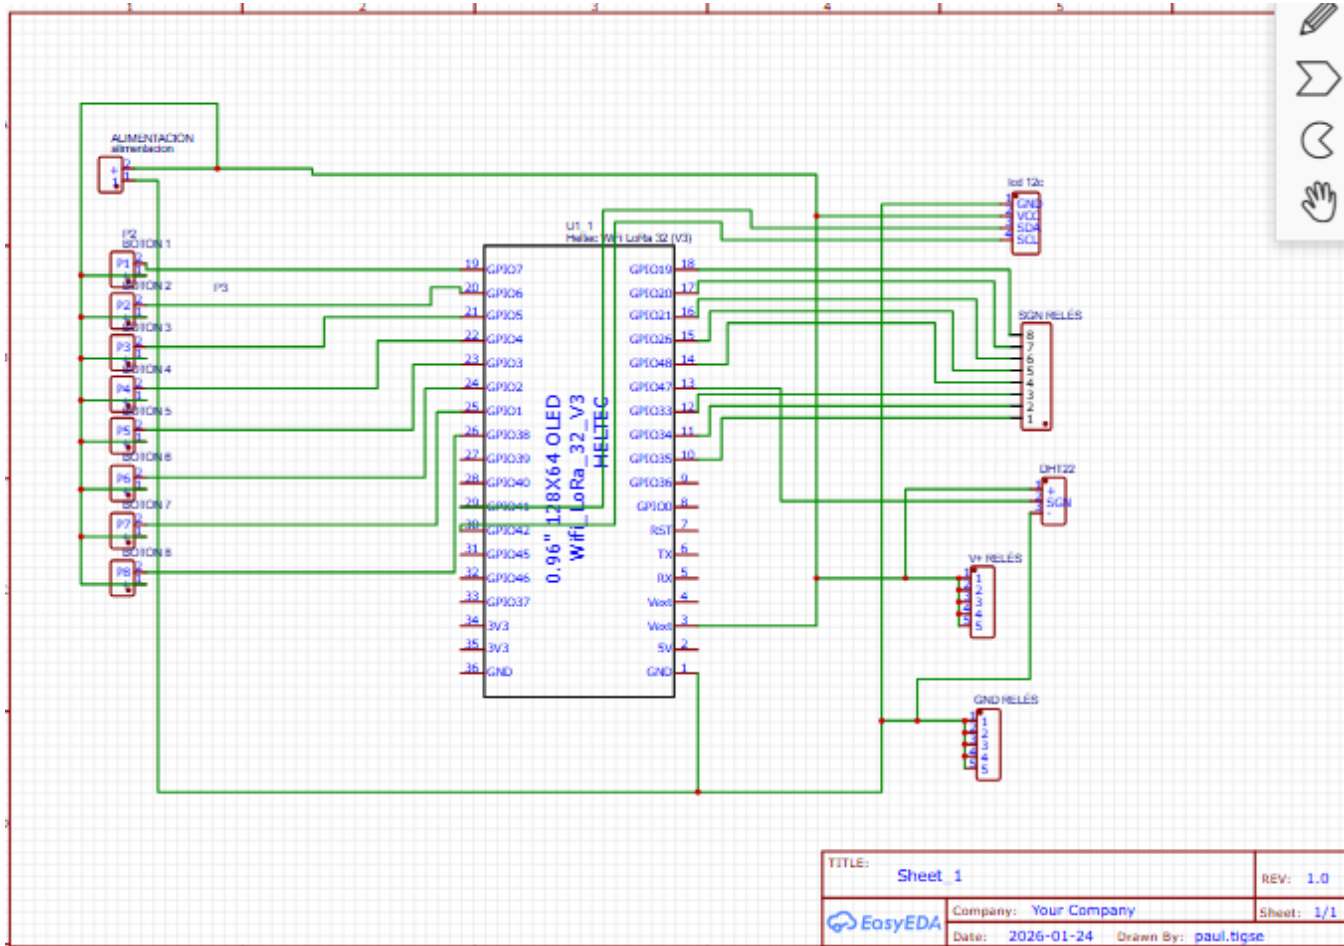 1 2 3 4 5
ALIMENTACION
alimentacion
2
+
1
1
P2
BOTON 1
P1
BOTON 2
P2
P3
BOTON 3
P3
BOTON 4
P4
BOTON 5
P5
BOTON 6
P6
BOTON 7
P7
BOTON 8
P8
U1_1
Heltec WiFi LoRa 32 (V3)
19 GPIO7
20 GPIO6
21 GPIO5
22 GPIO4
23 GPIO3
24 GPIO2
25 GPIO1
26 GPIO38
27 GPIO39
28 GPIO40
29 GPIO41
30 GPIO42
31 GPIO45
32 GPIO46
33 GPIO37
34 3V3
35 3V3
36 GND
0.96" 128X64 OLED
Wifi_LoRa_32_V3
HELTEC
GPIO19 18
GPIO20 17
GPIO21 16
GPIO26 15
GPIO48 14
GPIO47 13
GPIO33 12
GPIO34 11
GPIO35 10
GPIO36 9
GPIO0 8
RST 7
TX 6
RX 5
Vext 4
Vext 3
5V 2
GND 1
lcd 12c
GND
VCC
SDA
SCL
SGN RELÉS
8
7
6
5
4
3
2
1
DHT22
+
SGN
-
V+ RELÉS
1
2
3
4
5
GND RELÉS
1
2
3
4
5
TITLE:
Sheet_1
REV: 1.0
EasyEDA
Company: Your Company
Sheet: 1/1
Date: 2026-01-24 Drawn By: paul.tigse